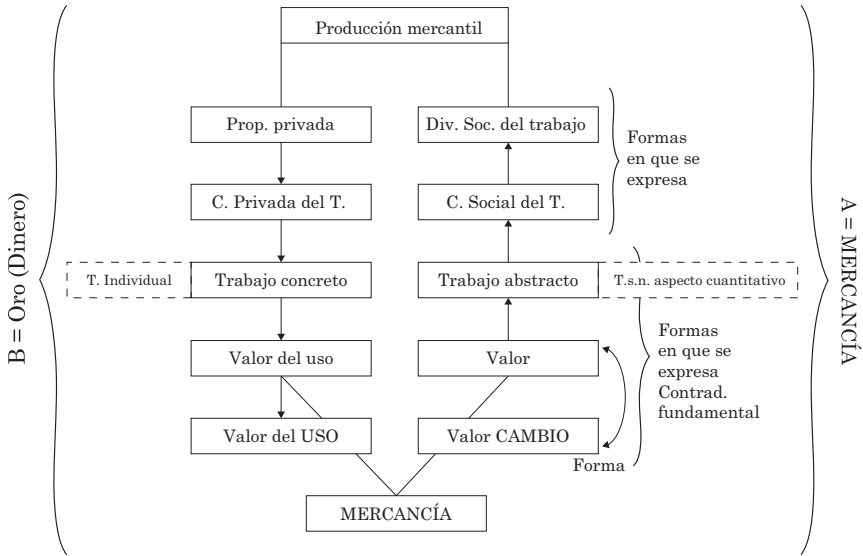 Producción mercantil
Prop. privada
Div. Soc. del trabajo
Formas
en que se
expresa
C. Privada del T.
C. Social del T.
B = Oro (Dinero)
A = MERCANCÍA
T. Individual
Trabajo concreto
Trabajo abstracto
T.s.n. aspecto cuantitativo
Valor del uso
Valor
Formas
en que se
expresa
Contrad.
fundamental
Valor del USO
Valor CAMBIO
Forma
MERCANCÍA